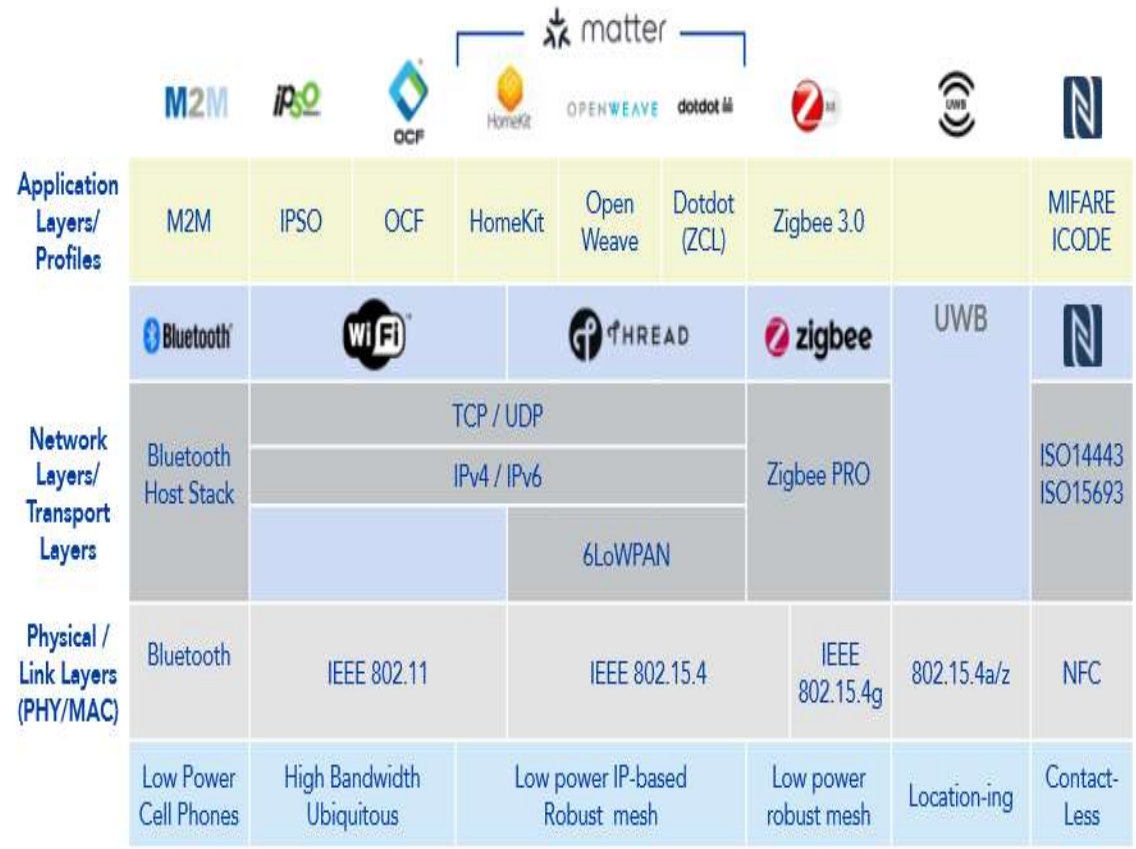 matter
M2M
ipso
OCF
HomeKit
OPENWEAVE
dotdot
UWB
Application
Layers/
Profiles
M2M
IPSO
OCF
HomeKit
Open
Weave
Dotdot
(ZCL)
Zigbee 3.0
MIFARE
ICODE
Bluetooth
WiFi
THREAD
zigbee
UWB
Network
Layers/
Transport
Layers
Bluetooth
Host Stack
TCP / UDP
IPv4 / IPv6
6LoWPAN
Zigbee PRO
ISO14443
ISO15693
Physical /
Link Layers
(PHY/MAC)
Bluetooth
IEEE 802.11
IEEE 802.15.4
IEEE
802.15.4g
802.15.4a/z
NFC
Low Power
Cell Phones
High Bandwidth
Ubiquitous
Low power IP-based
Robust mesh
Low power
robust mesh
Location-ing
Contact-
Less